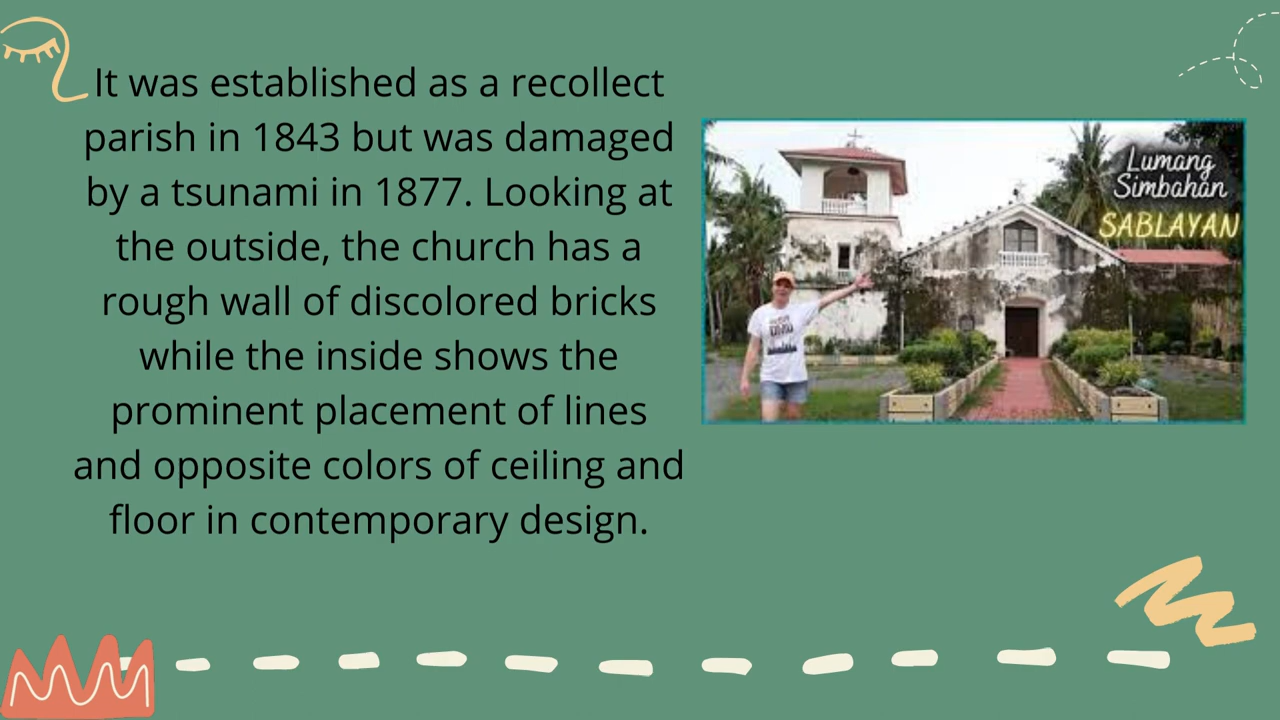 It was established as a recollect
parish in 1843 but was damaged
by a tsunami in 1877. Looking at
the outside, the church has a
rough wall of discolored bricks
while the inside shows the
prominent placement of lines
and opposite colors of ceiling and
floor in contemporary design.
Lumang
Simbahan
SABLAYAN